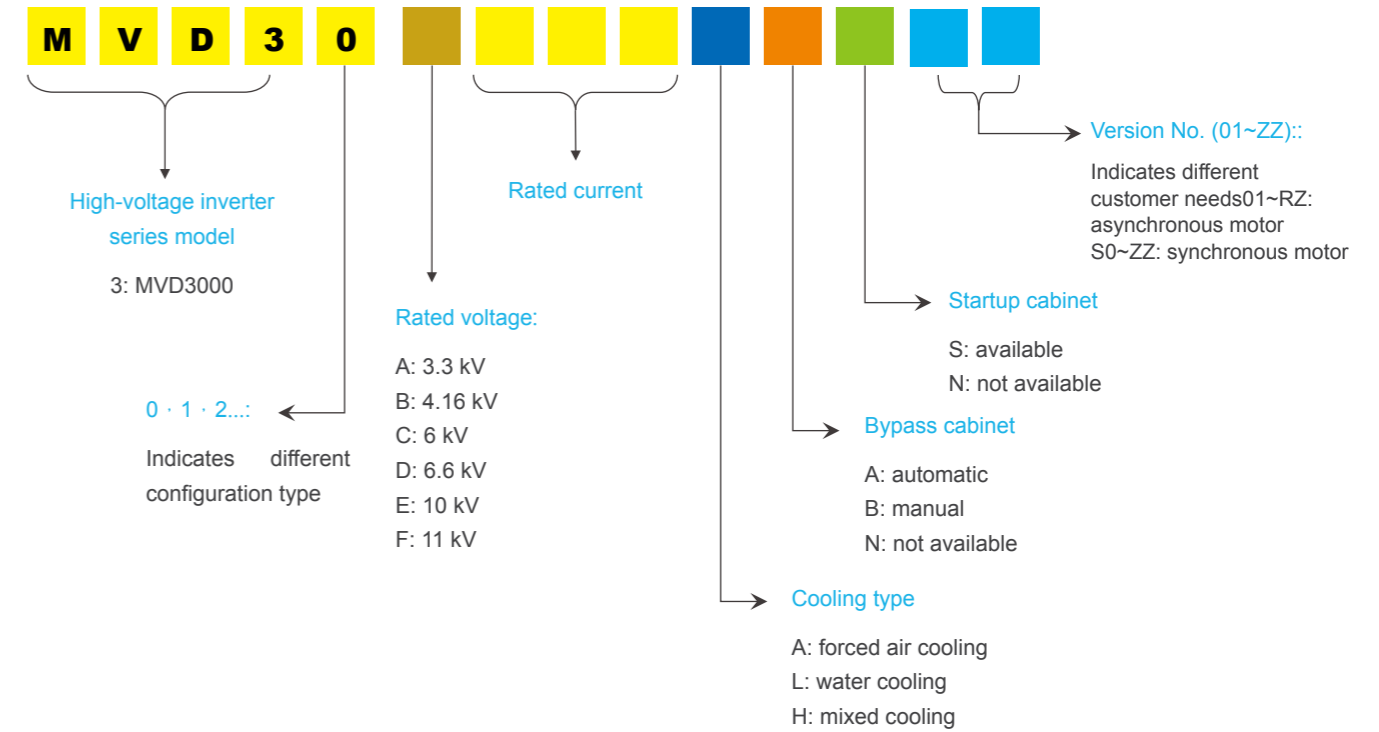 M V D 3 0
High-voltage inverter
series model
3: MVD3000
0 · 1 · 2...:
Indicates different
configuration type
Rated voltage:
A: 3.3 kV
B: 4.16 kV
C: 6 kV
D: 6.6 kV
E: 10 kV
F: 11 kV
Rated current
Version No. (01~ZZ)::
Indicates different
customer needs01~RZ:
asynchronous motor
S0~ZZ: synchronous motor
Startup cabinet
S: available
N: not available
Bypass cabinet
A: automatic
B: manual
N: not available
Cooling type
A: forced air cooling
L: water cooling
H: mixed cooling